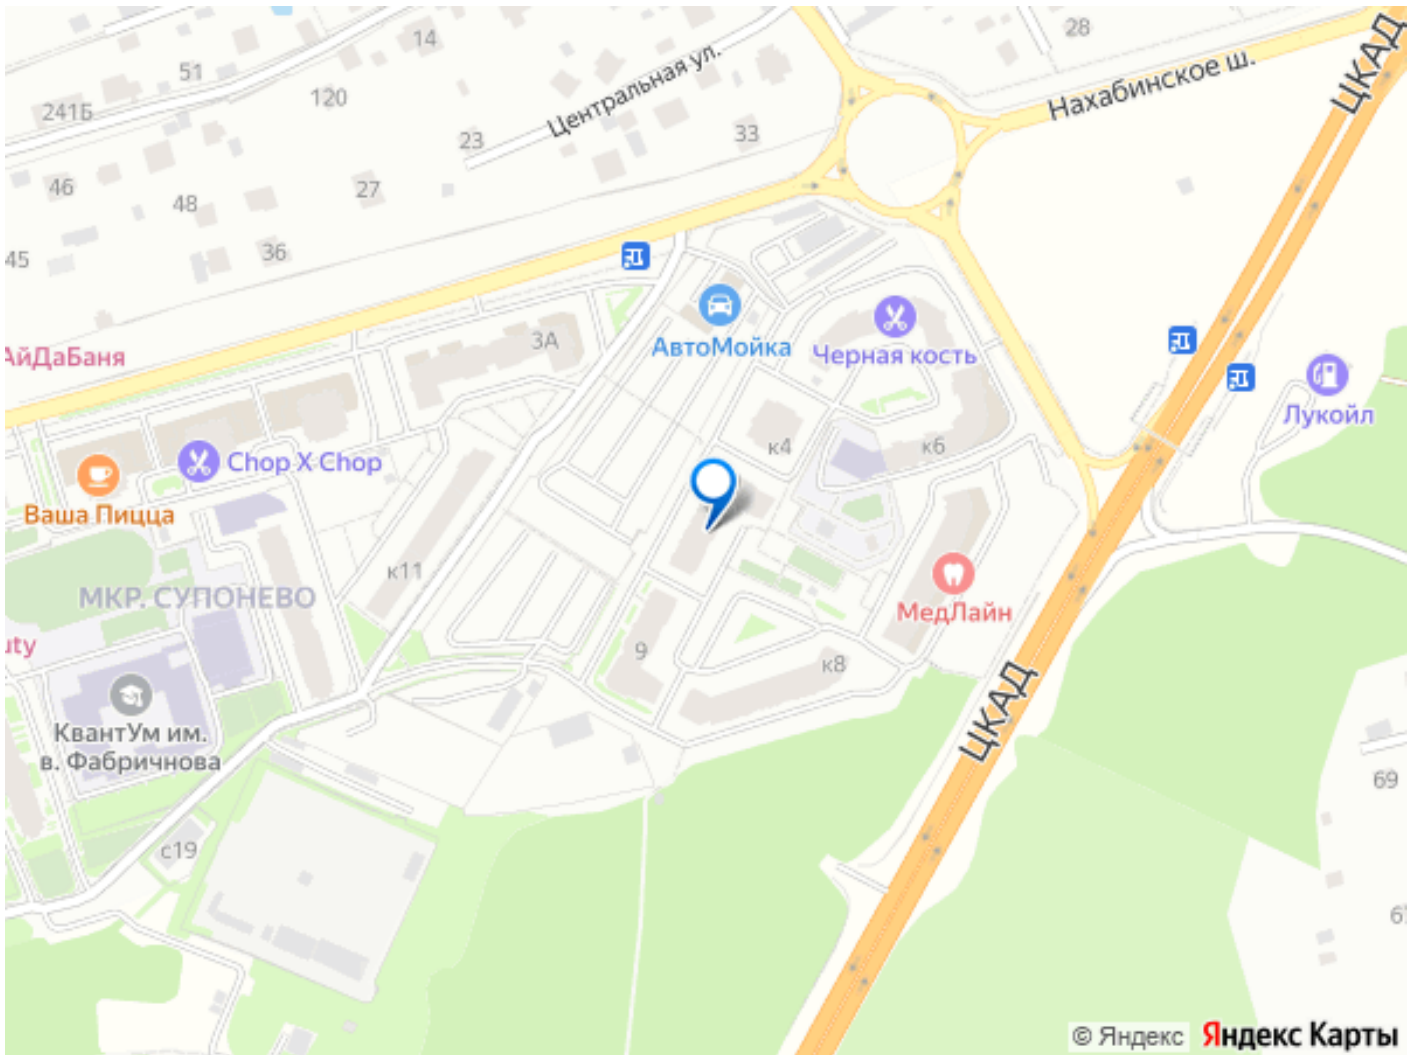 14
28
ЦКАД
51
Центральная ул.
Нахабинское ш.
120
241Б
23
33
46
27
48
36
45
АвтоМойка
Черная кость
3А
АйДаБаня
Лукойл
к4
к6
Chop X Chop
Ваша Пицца
к11
МКР. СУПОНЕВО
МедЛайн
uty
9
к8
КвантУм им.
в. Фабричнова
ЦКАД
69
с19
© Яндекс
Яндекс Карты